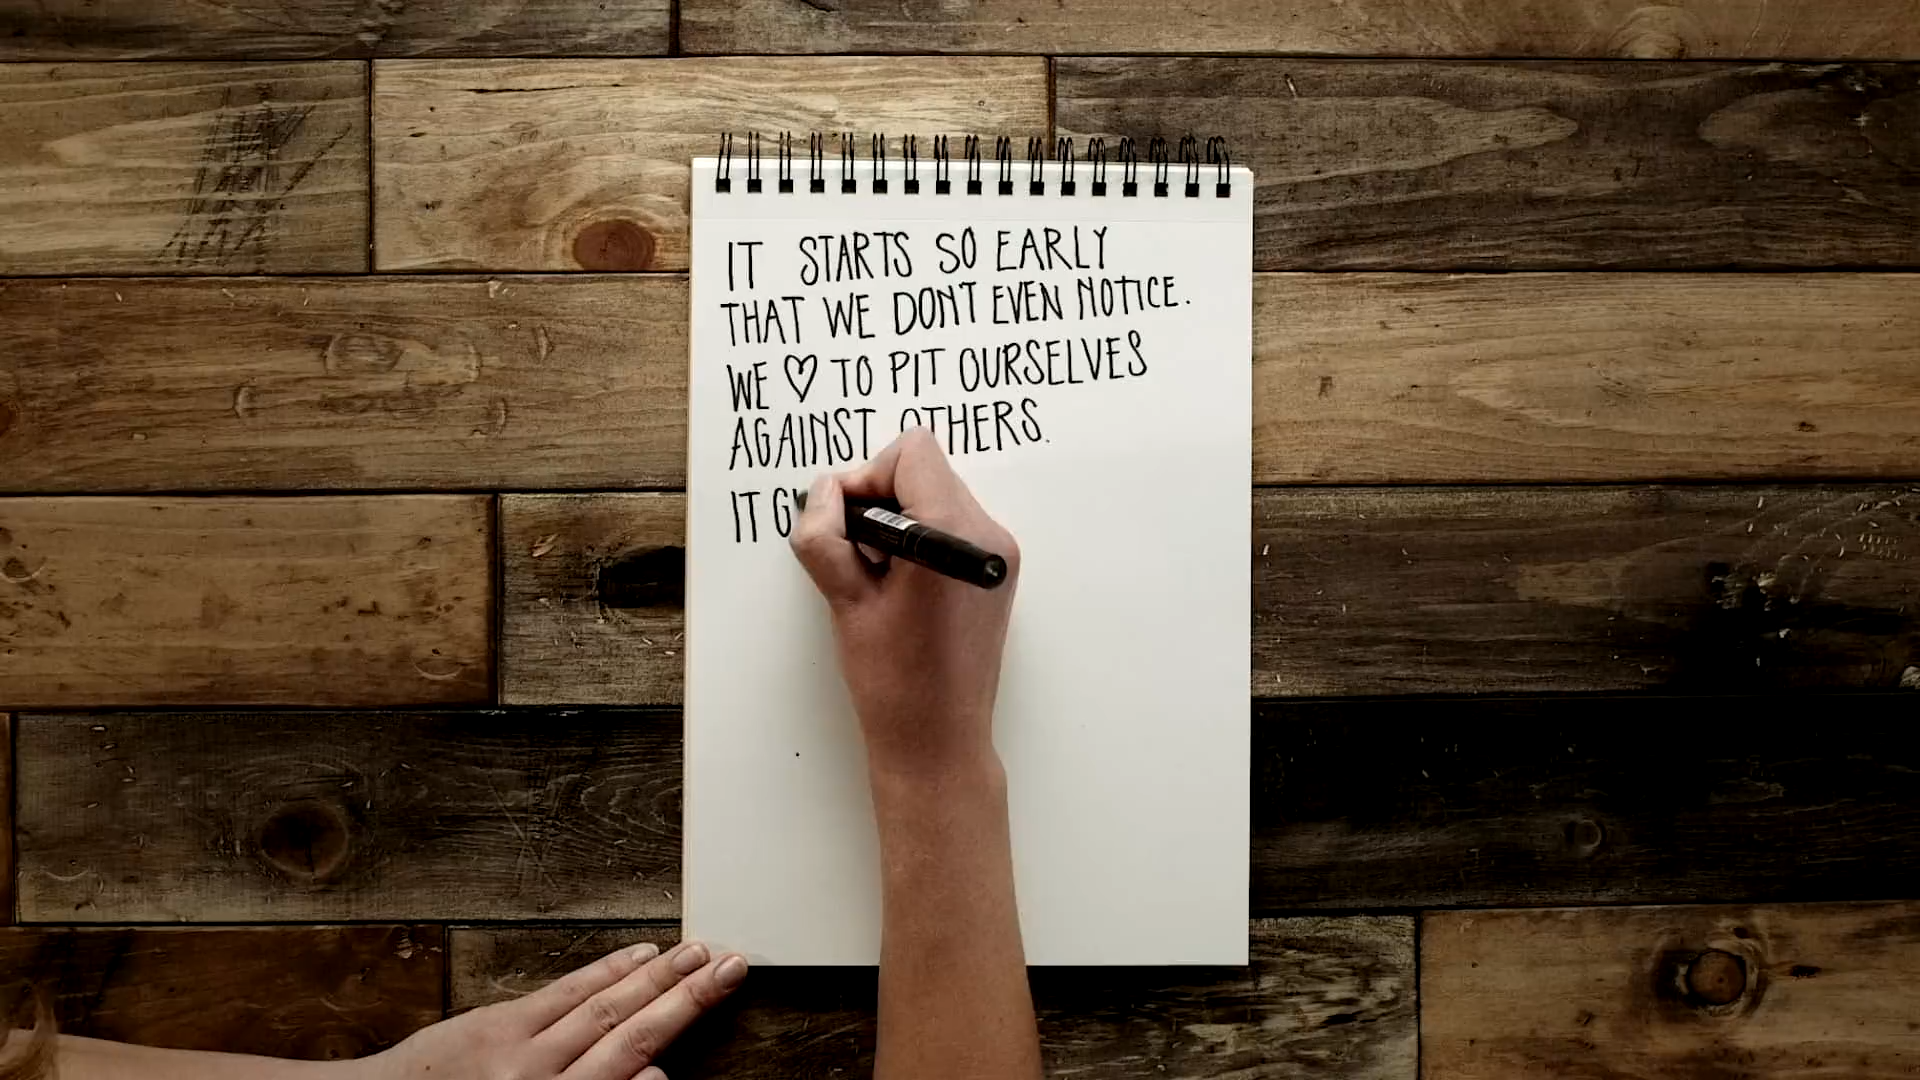 IT STARTS SO EARLY
THAT WE DON'T EVEN NOTICE.
WE ♡ TO PIT OURSELVES
AGAINST OTHERS.
IT